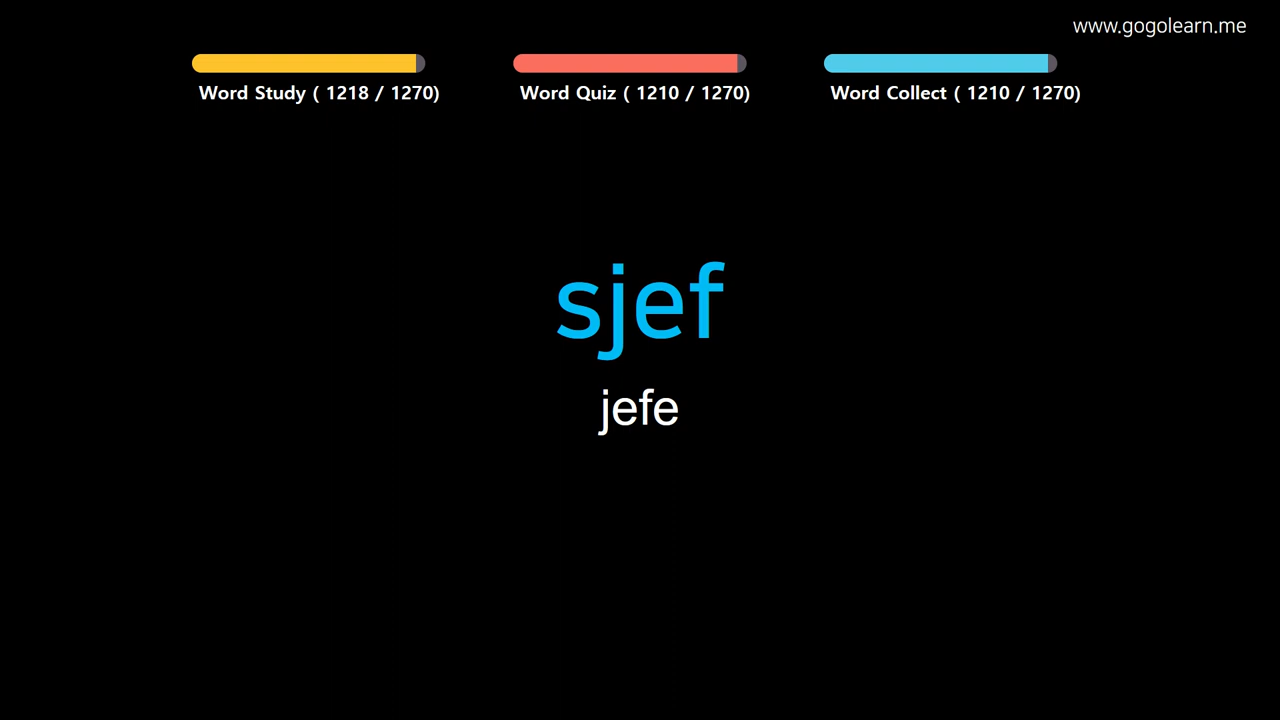 www.gogolearn.me
Word Study ( 1218 / 1270)
Word Quiz ( 1210 / 1270)
Word Collect ( 1210 / 1270)
sjef
jefe